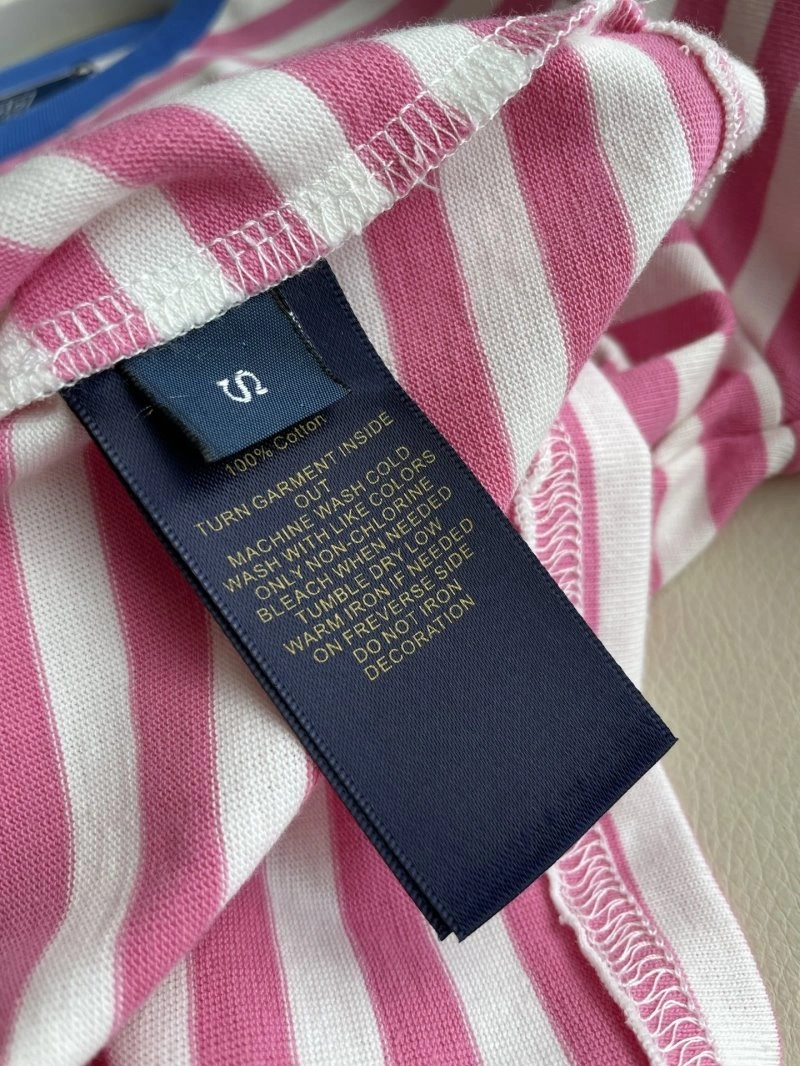 S
100% Cotton
TURN GARMENT INSIDE
OUT
MACHINE WASH COLD
WASH WITH LIKE COLORS
ONLY NON-CHLORINE
BLEACH WHEN NEEDED
TUMBLE DRY LOW
WARM IRON IF NEEDED
ON FREVERSE SIDE
DO NOT IRON
DECORATION